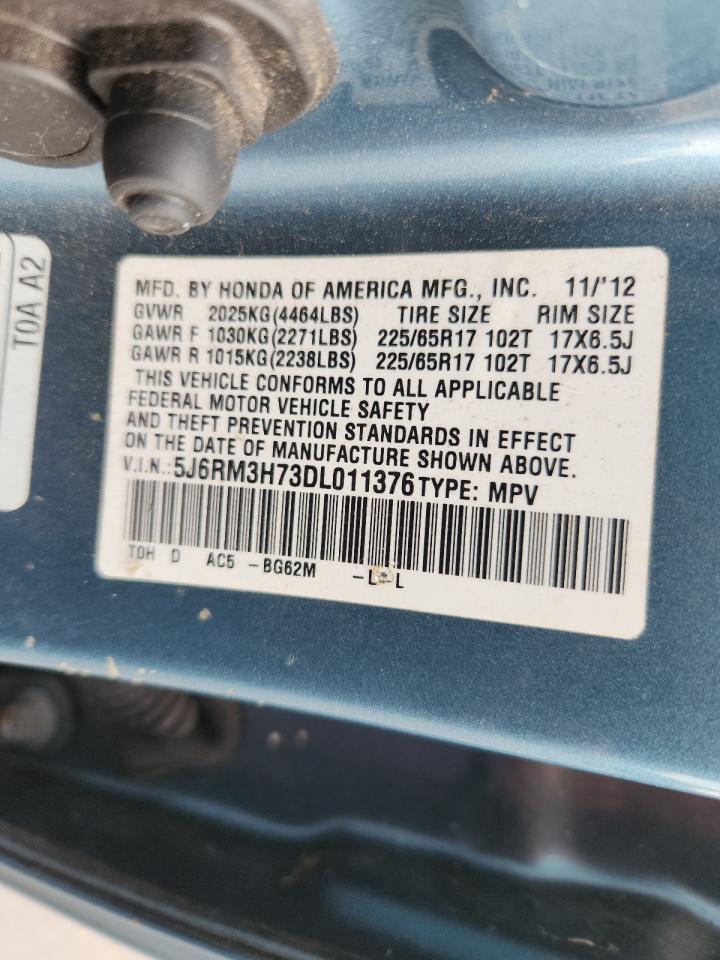 MFD. BY HONDA OF AMERICA MFG., INC. 11/'12
GVWR 2025KG(4464LBS) TIRE SIZE RIM SIZE
GAWR F 1030KG(2271LBS) 225/65R17 102T 17X6.5J
GAWR R 1015KG(2238LBS) 225/65R17 102T 17X6.5J
THIS VEHICLE CONFORMS TO ALL APPLICABLE
FEDERAL MOTOR VEHICLE SAFETY
AND THEFT PREVENTION STANDARDS IN EFFECT
ON THE DATE OF MANUFACTURE SHOWN ABOVE.
V.I.N.:5J6RM3H73DL011376 TYPE: MPV
T0H D AC5 -BG62M L
T0A A2